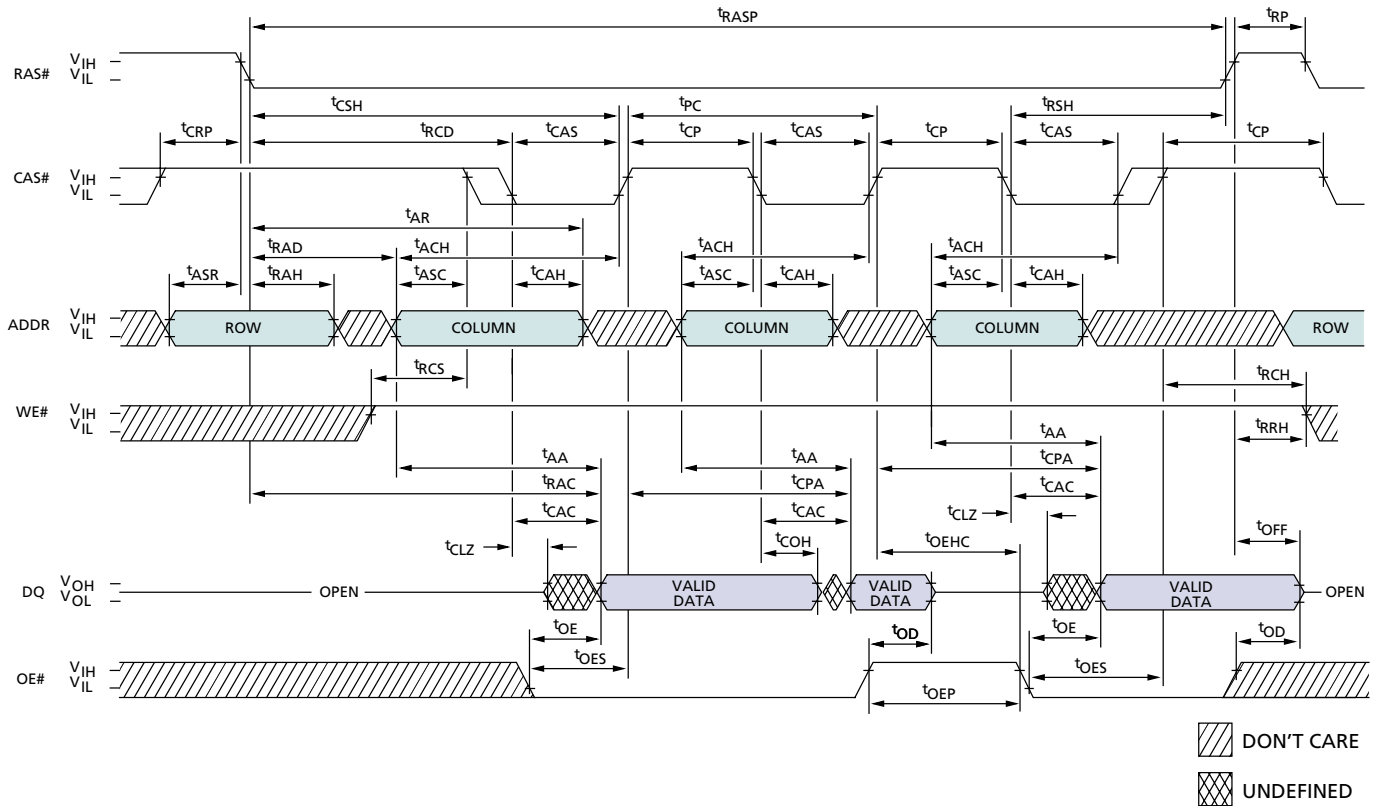 tRASP tRP
RAS# VIH
VIL
tCSH tPC tRSH
tCRP tRCD tCAS tCP tCAS tCP tCAS tCP
CAS# VIH
VIL
tAR
tRAD tACH tACH tACH
tASR tRAH tASC tCAH tASC tCAH tASC tCAH
ADDR VIH
VIL
ROW COLUMN COLUMN COLUMN ROW
tRCS tRCH
WE# VIH
VIL
tRRH
tAA tAA tAA
tRAC tCPA tCPA
tCAC tCAC tCAC
tCLZ tCOH tOEHC tCLZ tOFF
DQ VOH
VOL
OPEN VALID DATA VALID DATA VALID DATA OPEN
tOE tOD tOE tOD
tOES tOES
OE# VIH
VIL
tOEP
DON'T CARE
UNDEFINED